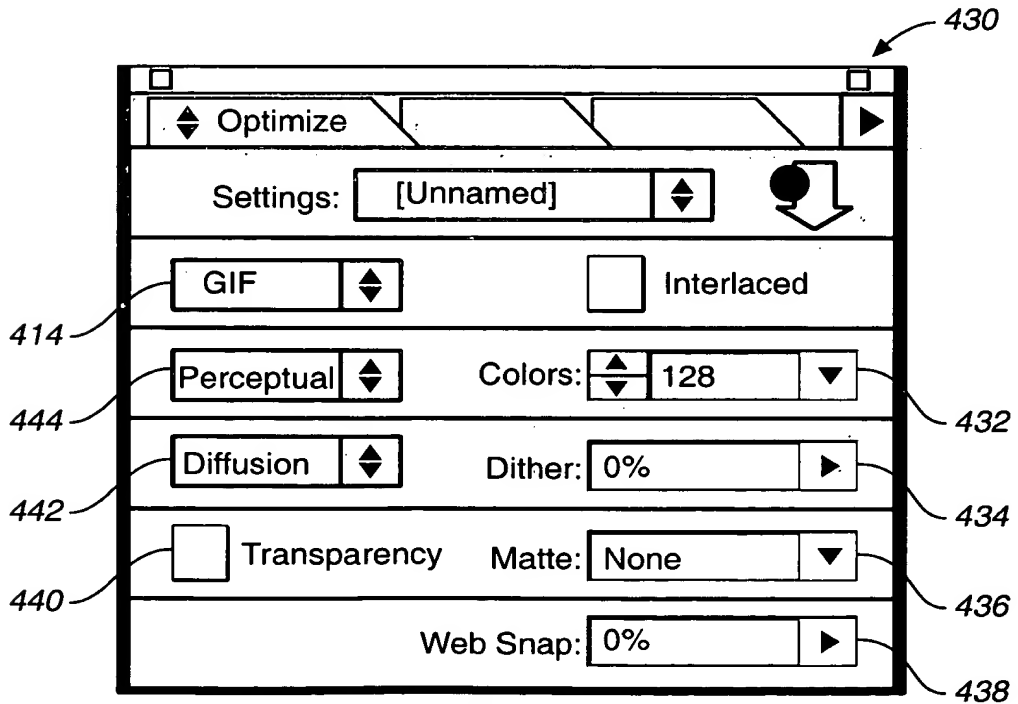 430
Optimize
Settings: [Unnamed]
GIF Interlaced
414
Perceptual Colors: 128
444 432
Diffusion Dither: 0%
442 434
Transparency Matte: None
440 436
Web Snap: 0%
438